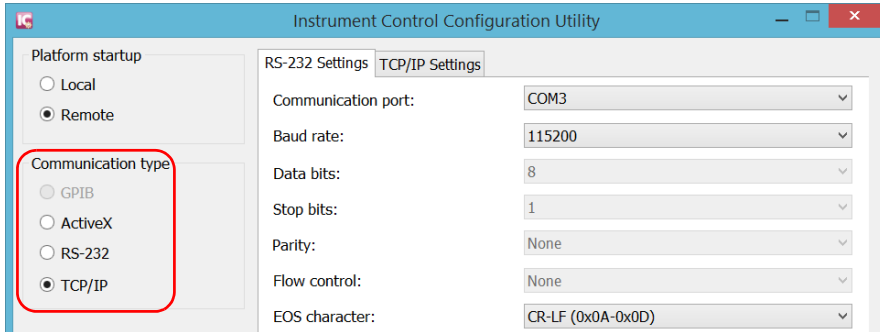 IC
Instrument Control Configuration Utility
Platform startup
Local
Remote
Communication type
GPIB
ActiveX
RS-232
TCP/IP
RS-232 Settings TCP/IP Settings
Communication port: COM3
Baud rate: 115200
Data bits: 8
Stop bits: 1
Parity: None
Flow control: None
EOS character: CR-LF (0x0A-0x0D)